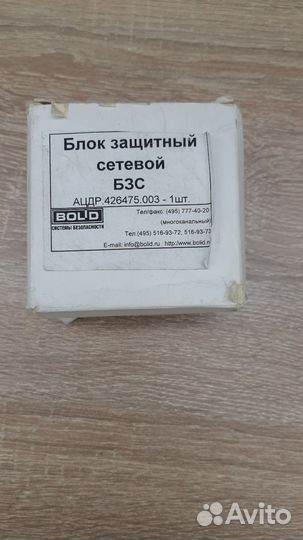 Блок защитный
сетевой
БЗС
АЦДР.426475.003 - 1шт.
BOLID
СИСТЕМЫ БЕЗОПАСНОСТИ
Тел/факс: (495) 777-40-20
(многоканальный)
Тел.(495) 516-93-72, 516-93-73
E-mail: info@bolid.ru http:/www.bolid.r
Avito